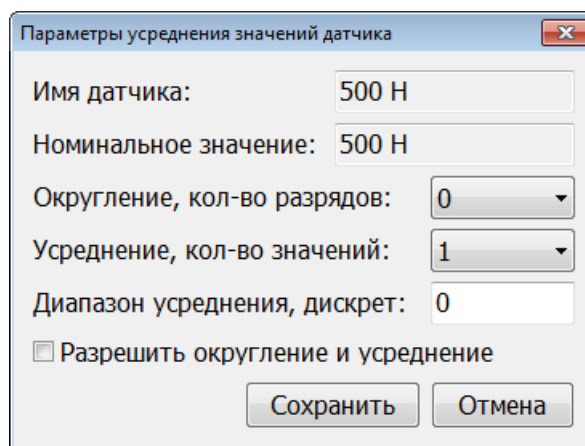 Параметры усреднения значений датчика
Имя датчика: 500 Н
Номинальное значение: 500 Н
Округление, кол-во разрядов: 0
Усреднение, кол-во значений: 1
Диапазон усреднения, дискрет: 0
Разрешить округление и усреднение
Сохранить Отмена